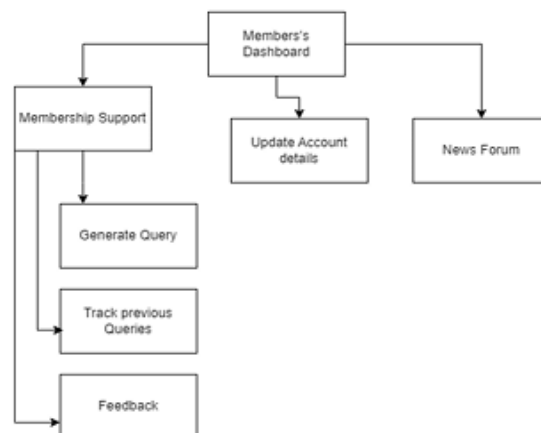 Members's
Dashboard
Membership Support
Update Account
details
News Forum
Generate Query
Track previous
Queries
Feedback